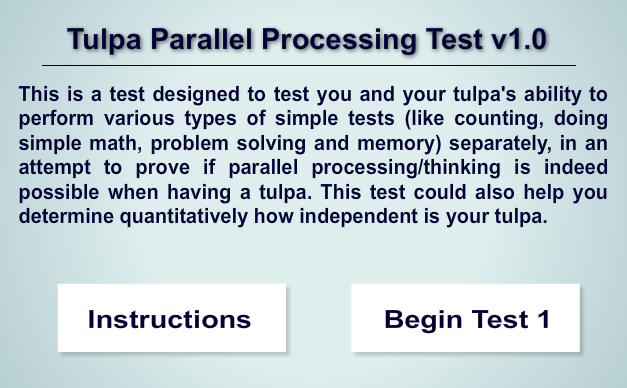 Tulpa Parallel Processing Test v1.0
This is a test designed to test you and your tulpa's ability to
perform various types of simple tests (like counting, doing
simple math, problem solving and memory) separately, in an
attempt to prove if parallel processing/thinking is indeed
possible when having a tulpa. This test could also help you
determine quantitatively how independent is your tulpa.
Instructions
Begin Test 1